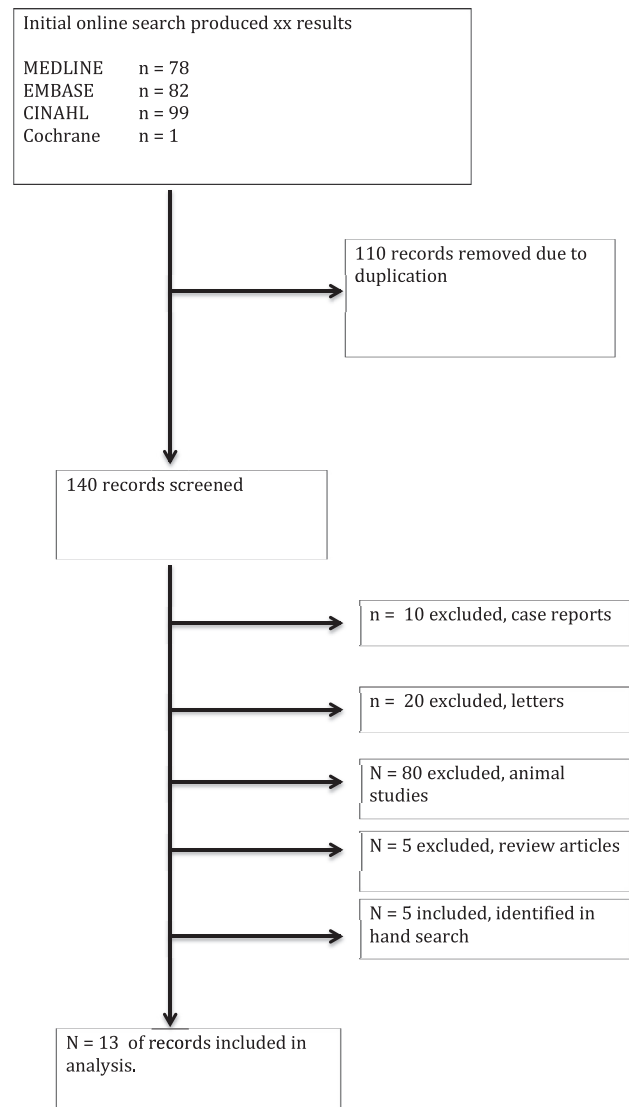 Initial online search produced xx results
MEDLINE n = 78
EMBASE n = 82
CINAHL n = 99
Cochrane n = 1
110 records removed due to
duplication
140 records screened
n = 10 excluded, case reports
n = 20 excluded, letters
N = 80 excluded, animal
studies
N = 5 excluded, review articles
N = 5 included, identified in
hand search
N = 13 of records included in
analysis.